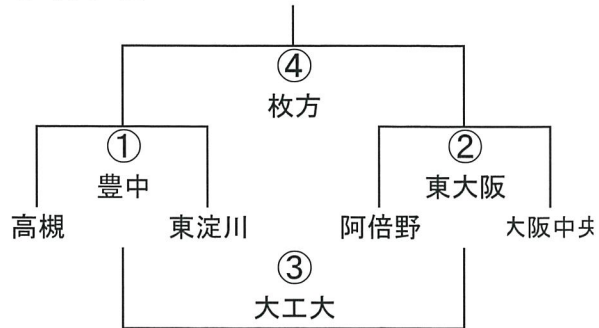 ④
枚方
① ②
豊中 東大阪
高槻 東淀川 阿倍野 大阪中央
③
大工大